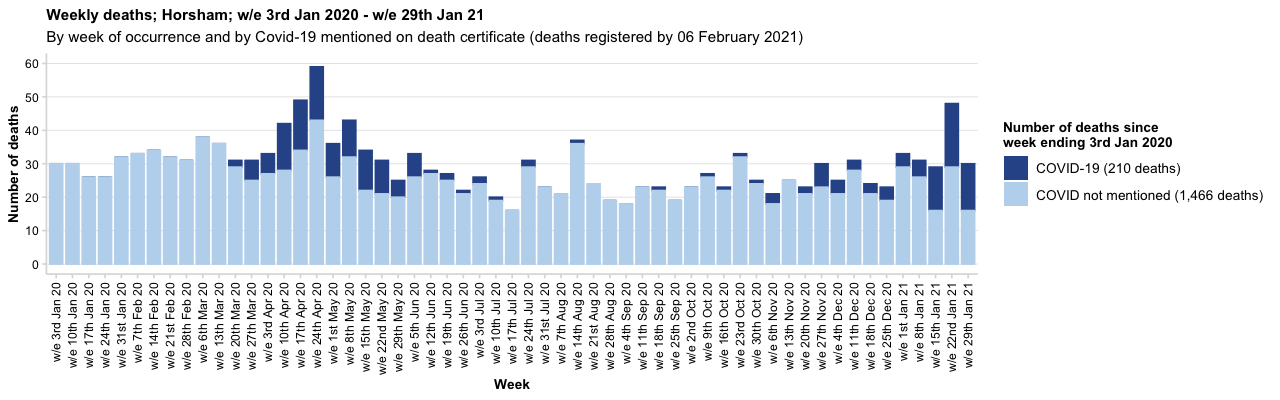 Weekly deaths; Horsham; w/e 3rd Jan 2020 - w/e 29th Jan 21
By week of occurrence and by Covid-19 mentioned on death certificate (deaths registered by 06 February 2021)
Number of deaths
60
50
40
30
20
10
0
w/e 3rd Jan 20
w/e 10th Jan 20
w/e 17th Jan 20
w/e 24th Jan 20
w/e 31st Jan 20
w/e 7th Feb 20
w/e 14th Feb 20
w/e 21st Feb 20
w/e 28th Feb 20
w/e 6th Mar 20
w/e 13th Mar 20
w/e 20th Mar 20
w/e 27th Mar 20
w/e 3rd Apr 20
w/e 10th Apr 20
w/e 17th Apr 20
w/e 24th Apr 20
w/e 1st May 20
w/e 8th May 20
w/e 15th May 20
w/e 22nd May 20
w/e 29th May 20
w/e 5th Jun 20
w/e 12th Jun 20
w/e 19th Jun 20
w/e 26th Jun 20
w/e 3rd Jul 20
w/e 10th Jul 20
w/e 17th Jul 20
w/e 24th Jul 20
w/e 31st Jul 20
w/e 7th Aug 20
w/e 14th Aug 20
w/e 21st Aug 20
w/e 28th Aug 20
w/e 4th Sep 20
w/e 11th Sep 20
w/e 18th Sep 20
w/e 25th Sep 20
w/e 2nd Oct 20
w/e 9th Oct 20
w/e 16th Oct 20
w/e 23rd Oct 20
w/e 30th Oct 20
w/e 6th Nov 20
w/e 13th Nov 20
w/e 20th Nov 20
w/e 27th Nov 20
w/e 4th Dec 20
w/e 11th Dec 20
w/e 18th Dec 20
w/e 25th Dec 20
w/e 1st Jan 21
w/e 8th Jan 21
w/e 15th Jan 21
w/e 22nd Jan 21
w/e 29th Jan 21
Week
Number of deaths since
week ending 3rd Jan 2020
COVID-19 (210 deaths)
COVID not mentioned (1,466 deaths)